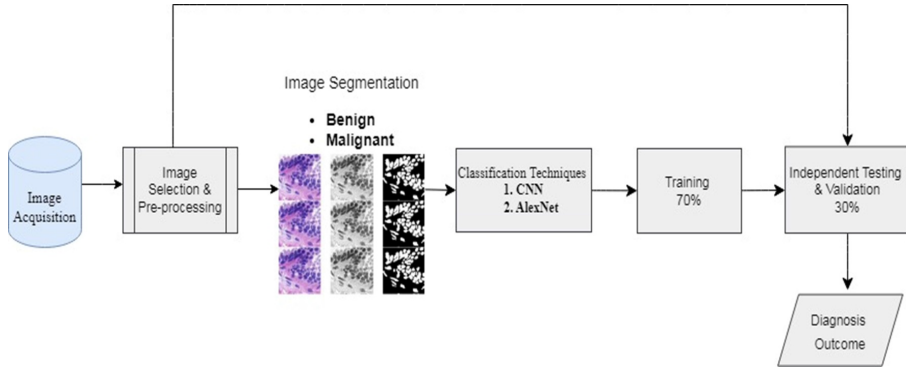 Image Segmentation
• Benign
• Malignant
Image
Acquisition
Image
Selection &
Pre-processing
Classification Techniques
1. CNN
2. AlexNet
Training
70%
Independent Testing
& Validation
30%
Diagnosis
Outcome